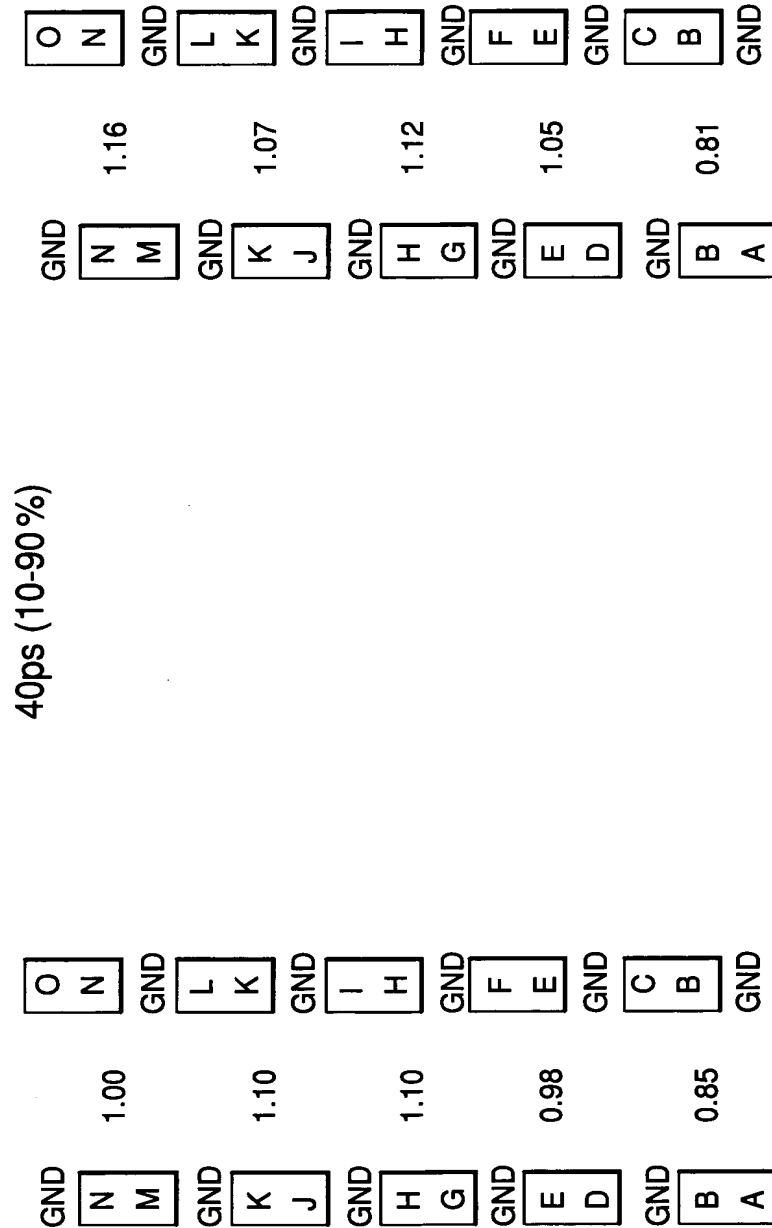 40ps (10-90%)
GND
N
M
GND
K
J
GND
H
G
GND
E
D
GND
B
A
1.00
1.10
1.10
0.98
0.85
O
N
GND
L
K
GND
I
H
GND
F
E
GND
C
B
GND
GND
N
M
GND
K
J
GND
H
G
GND
E
D
GND
B
A
1.16
1.07
1.12
1.05
0.81
O
N
GND
L
K
GND
I
H
GND
F
E
GND
C
B
GND